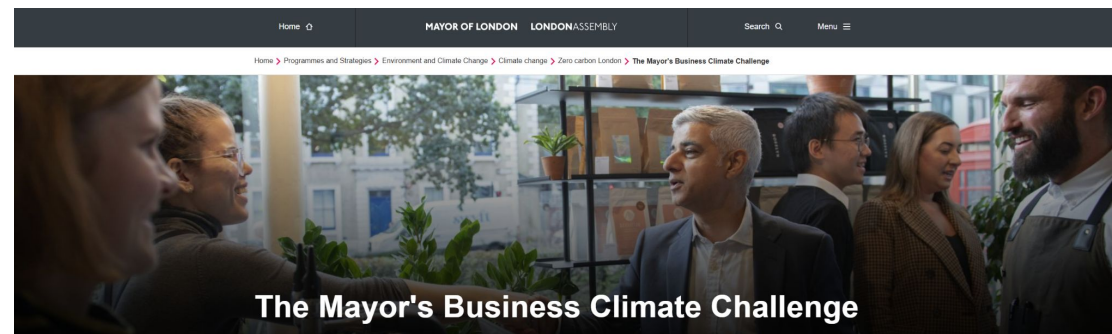 Home MAYOR OF LONDON LONDONASSEMBLY Search Menu
Home > Programmes and Strategies > Environment and Climate Change > Climate change > Zero carbon London > The Mayor's Business Climate Challenge
The Mayor's Business Climate Challenge